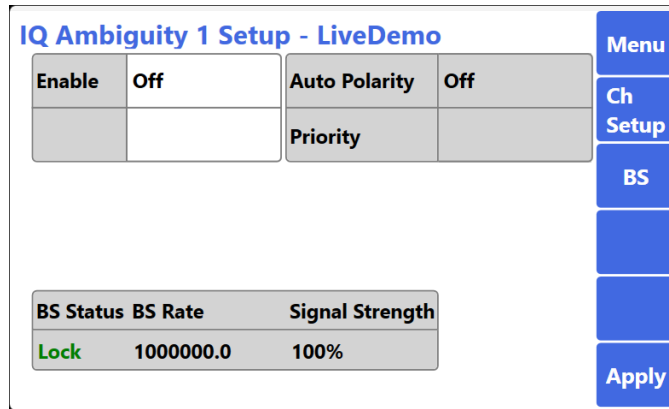 IQ Ambiguity 1 Setup - LiveDemo
Enable Off Auto Polarity Off
Priority
BS Status BS Rate Signal Strength
Lock 1000000.0 100%
Menu
Ch
Setup
BS
Apply